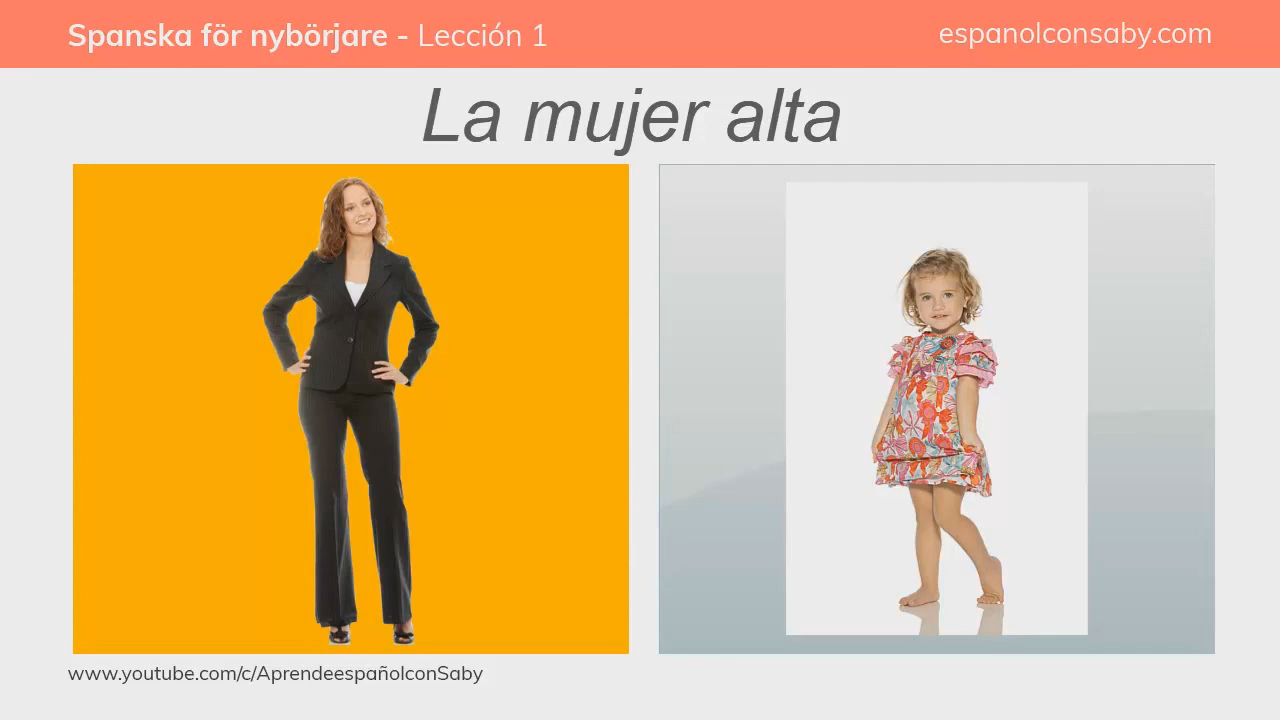 Spanska för nybörjare - Lección 1
espanolconsaby.com
La mujer alta
www.youtube.com/c/AprendeespañolconSaby